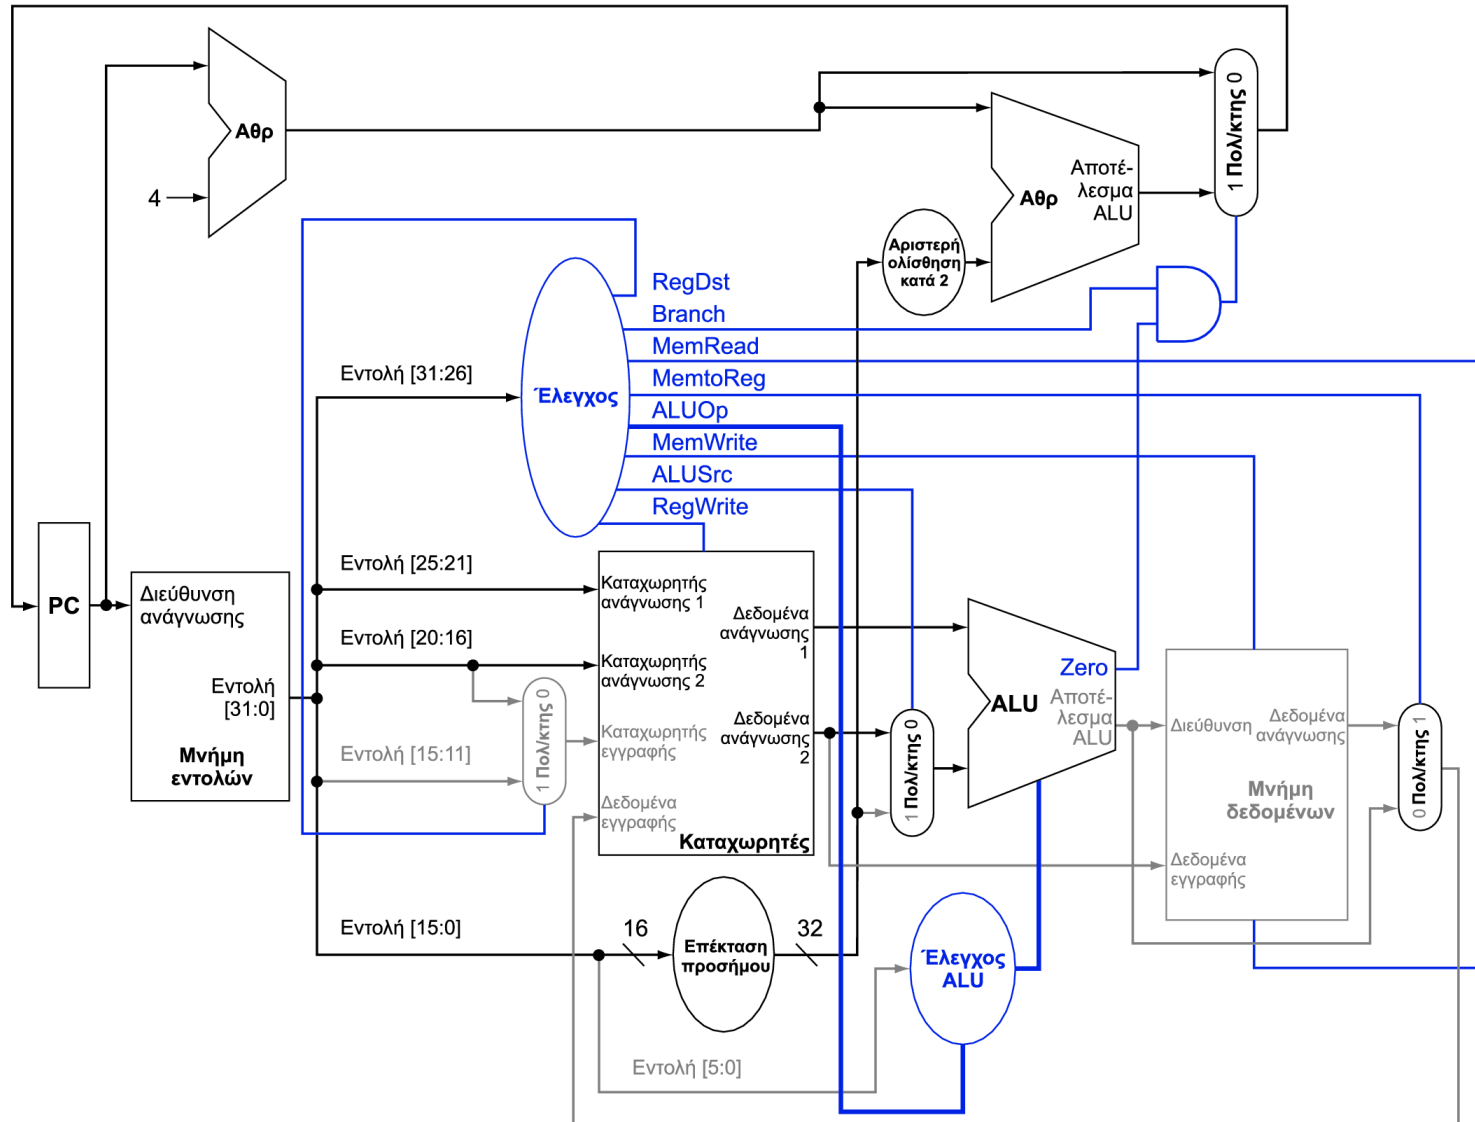 Αθρ
4
Αθρ
Αποτέ-
λεσμα
ALU
1 Πολ/κτης 0
Αριστερή
ολίσθηση
κατά 2
RegDst
Branch
MemRead
MemtoReg
ALUOp
MemWrite
ALUSrc
RegWrite
Έλεγχος
Εντολή [31:26]
PC
Διεύθυνση
ανάγνωσης
Εντολή
[31:0]
Μνήμη
εντολών
Εντολή [25:21]
Εντολή [20:16]
Εντολή [15:11]
1 Πολ/κτης 0
Καταχωρητής
ανάγνωσης 1
Καταχωρητής
ανάγνωσης 2
Καταχωρητής
εγγραφής
Δεδομένα
εγγραφής
Δεδομένα
ανάγνωσης
1
Δεδομένα
ανάγνωσης
2
Καταχωρητές
1 Πολ/κτης 0
ALU
Zero
Αποτέ-
λεσμα
ALU
Διεύθυνση
Δεδομένα
ανάγνωσης
Μνήμη
δεδομένων
Δεδομένα
εγγραφής
0 Πολ/κτης 1
Εντολή [15:0]
16
Επέκταση
προσήμου
32
Έλεγχος
ALU
Εντολή [5:0]